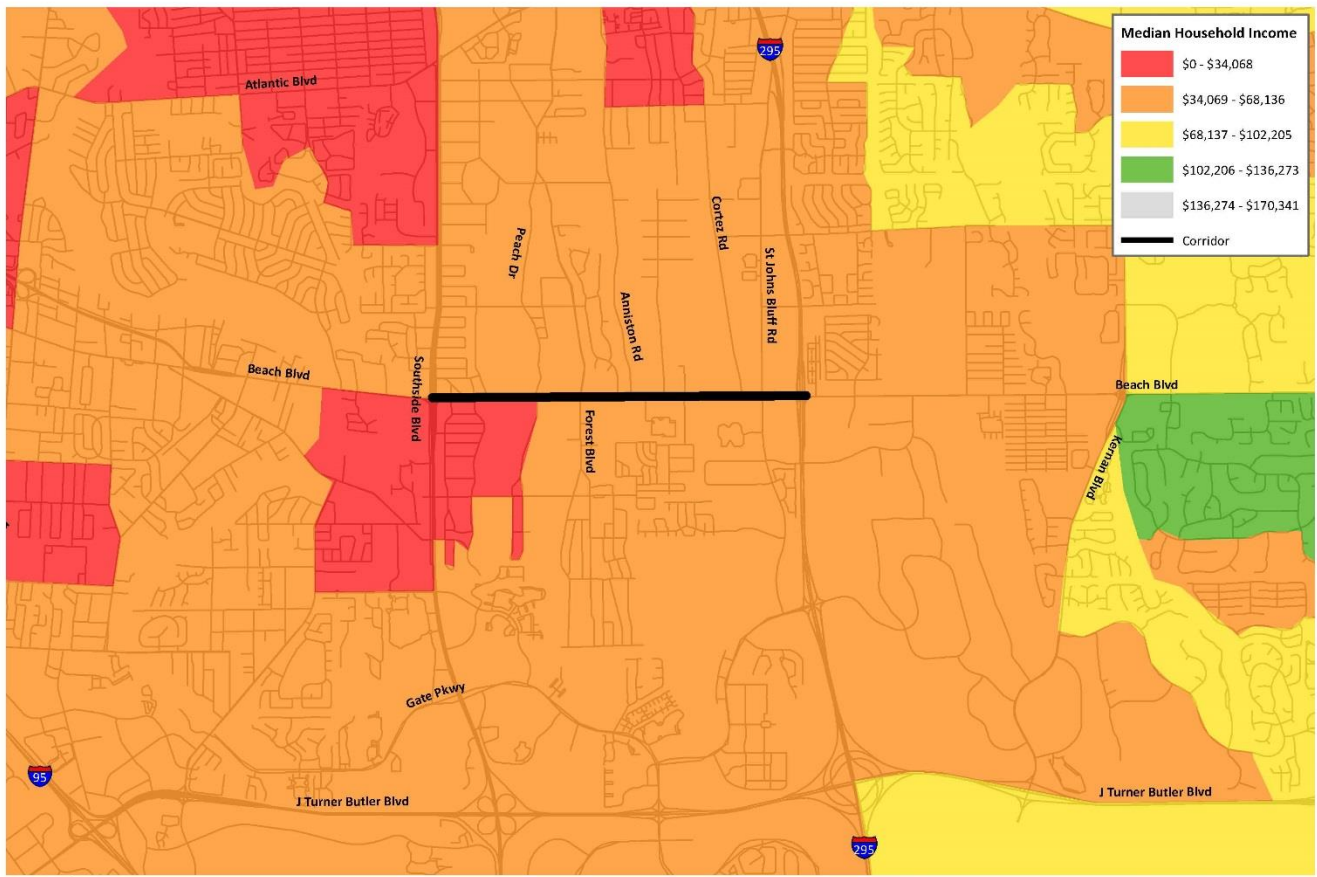 Median Household Income
$0 - $34,068
$34,069 - $68,136
$68,137 - $102,205
$102,206 - $136,273
$136,274 - $170,341
Corridor
295
Atlantic Blvd
Cortez Rd
Peach Dr
St Johns Bluff Rd
Anniston Rd
Beach Blvd
Southside Blvd
Beach Blvd
Forest Blvd
Kernan Blvd
Gate Pkwy
95
J Turner Butler Blvd
J Turner Butler Blvd
295